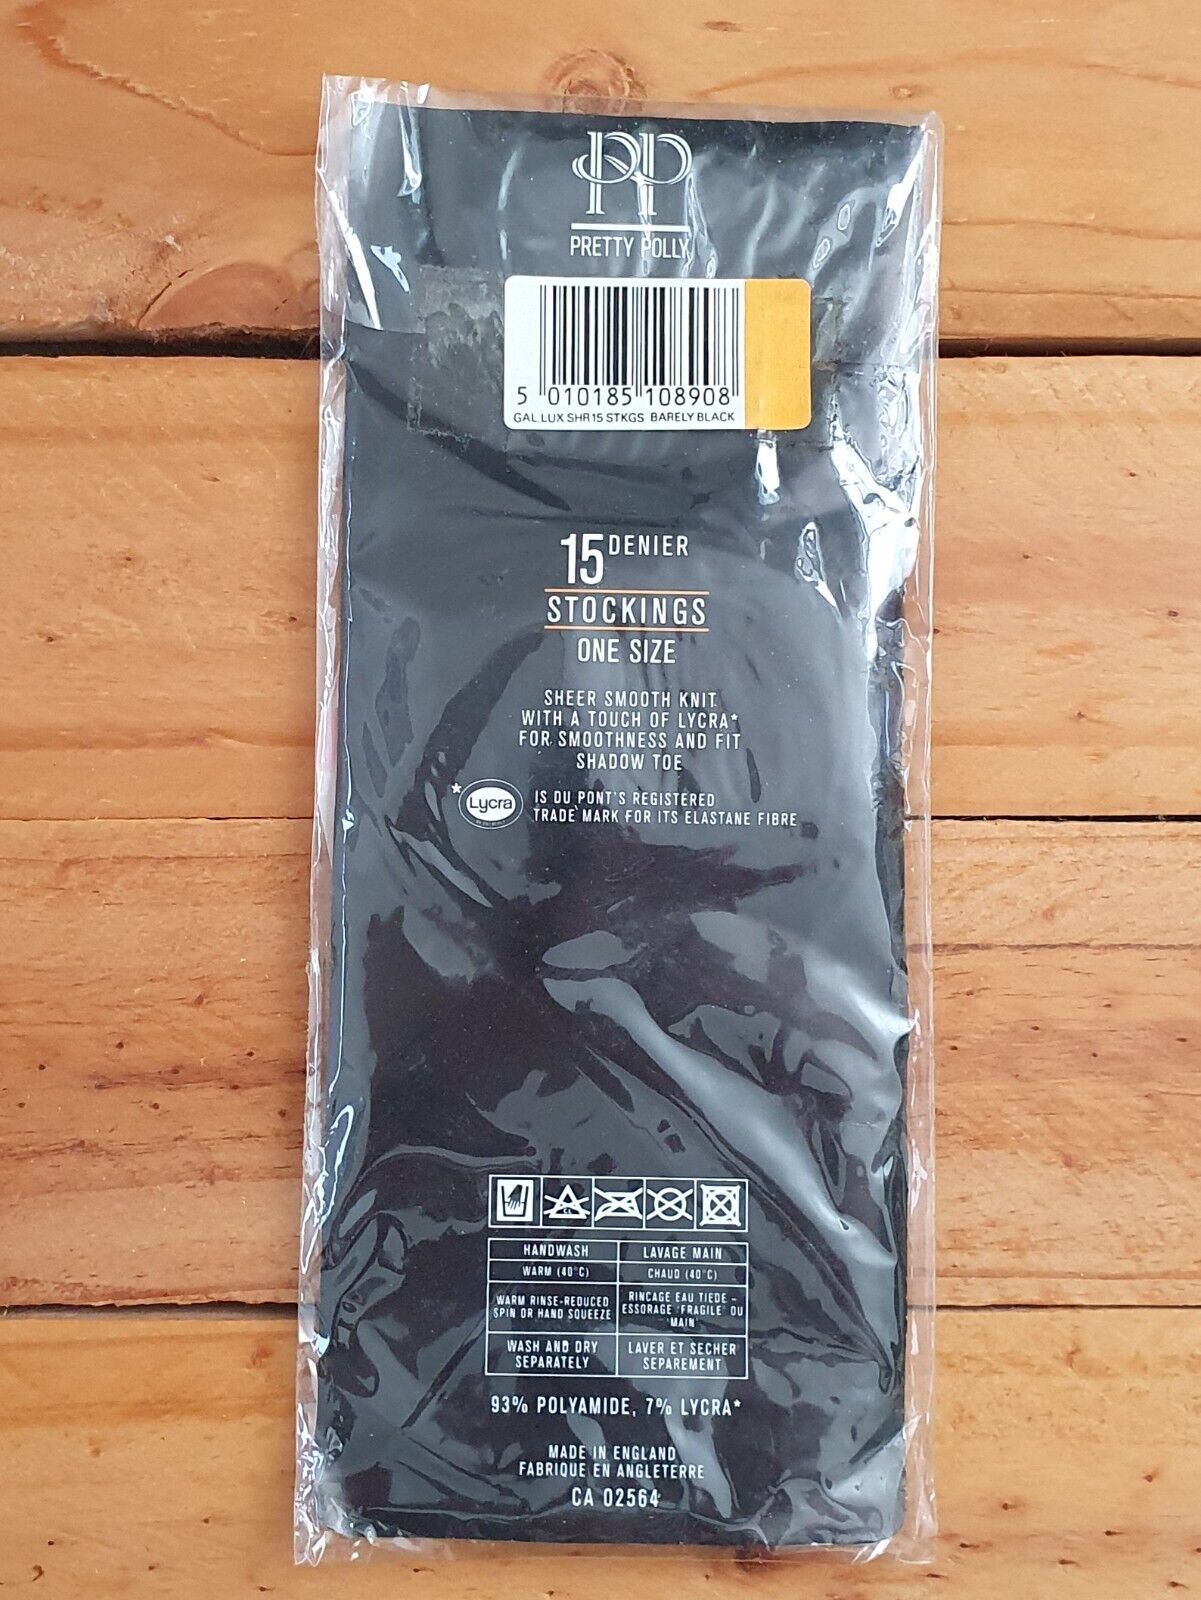 PP
PRETTY POLLY
5 010185 108908
GAL LUX SHR 15 STKGS BARELY BLACK
15 DENIER
STOCKINGS
ONE SIZE
SHEER SMOOTH KNIT
WITH A TOUCH OF LYCRA*
FOR SMOOTHNESS AND FIT
SHADOW TOE
* Lycra IS DU PONT'S REGISTERED
TRADE MARK FOR ITS ELASTANE FIBRE
HANDWASH LAVAGE MAIN
WARM (40°C) CHAUD (40°C)
WARM RINSE-REDUCED
SPIN OR HAND SQUEEZE
RINCAGE EAU TIEDE -
ESSORAGE 'FRAGILE' OU
'MAIN'
WASH AND DRY
SEPARATELY
LAVER ET SECHER
SEPAREMENT
93% POLYAMIDE, 7% LYCRA*
MADE IN ENGLAND
FABRIQUE EN ANGLETERRE
CA 02564